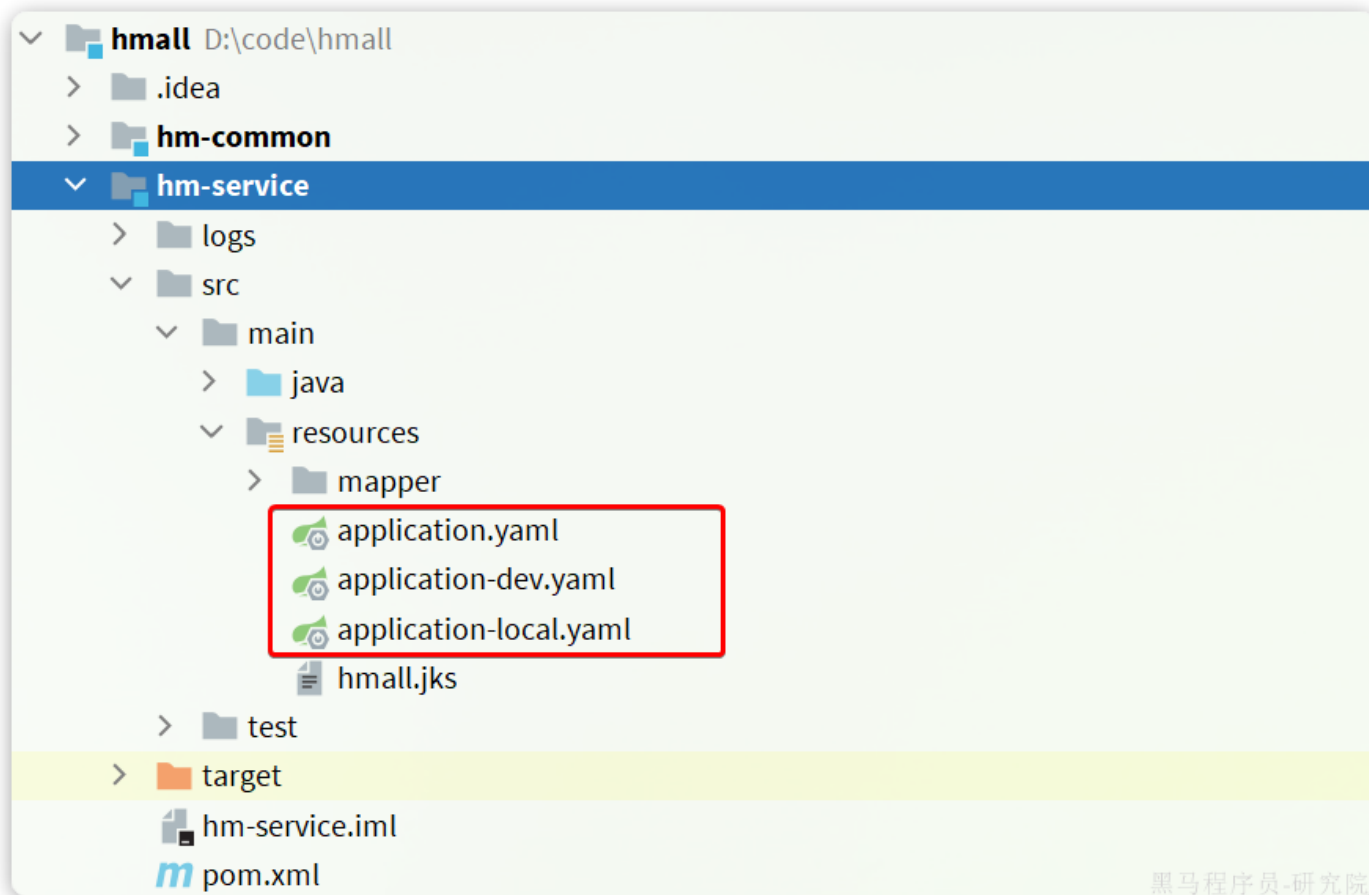 hmall D:\code\hmall
.idea
hm-common
hm-service
logs
src
main
java
resources
mapper
application.yaml
application-dev.yaml
application-local.yaml
hmall.jks
test
target
hm-service.iml
pom.xml
黑马程序员-研究院